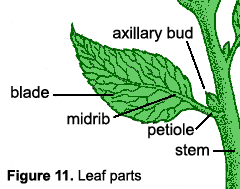 axillary bud
blade
midrib
petiole
stem
Figure 11. Leaf parts